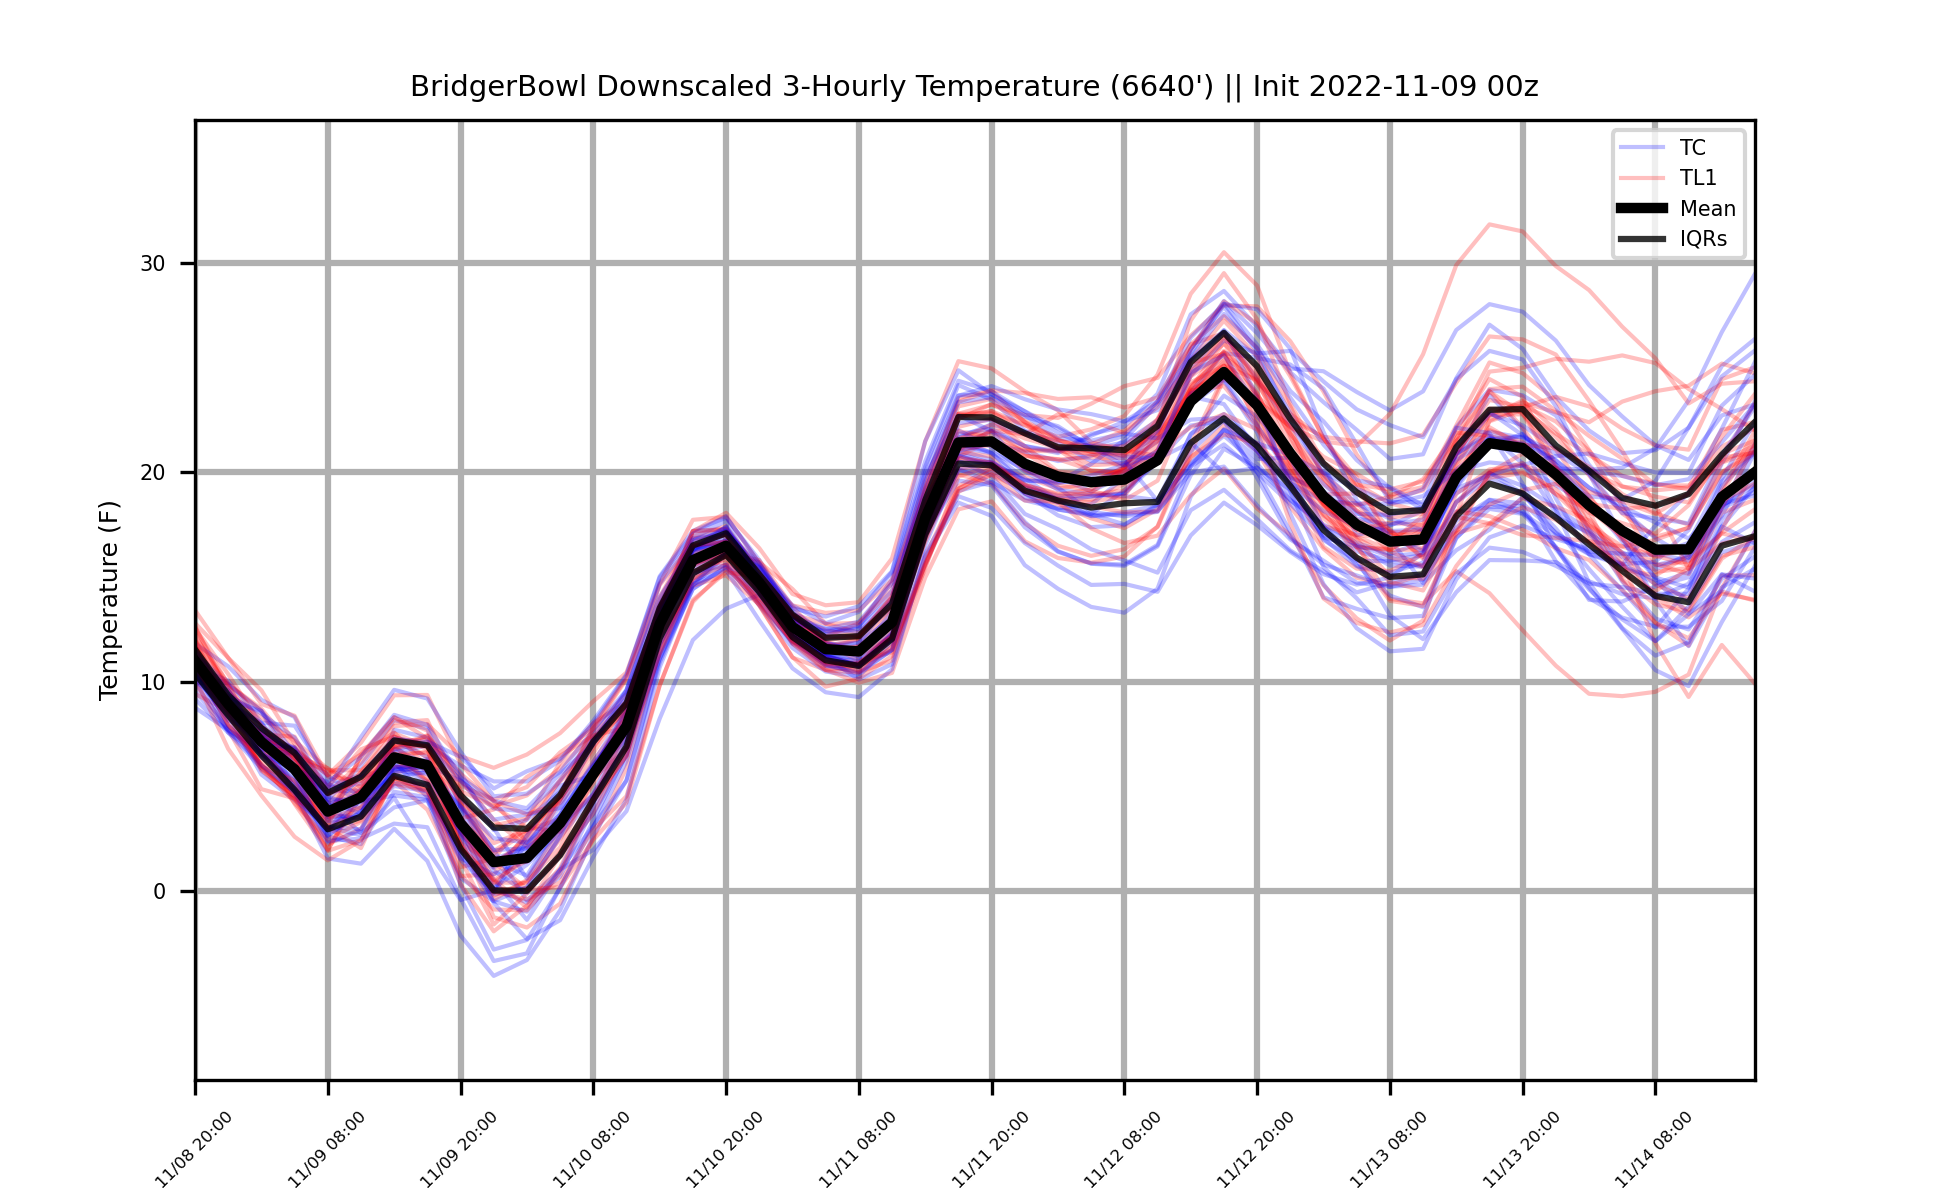 BridgerBowl Downscaled 3-Hourly Temperature (6640') || Init 2022-11-09 00z
TC
TL1
Mean
IQRs
Temperature (F)
30
20
10
0
11/08 20:00
11/09 08:00
11/09 20:00
11/10 08:00
11/10 20:00
11/11 08:00
11/11 20:00
11/12 08:00
11/12 20:00
11/13 08:00
11/13 20:00
11/14 08:00